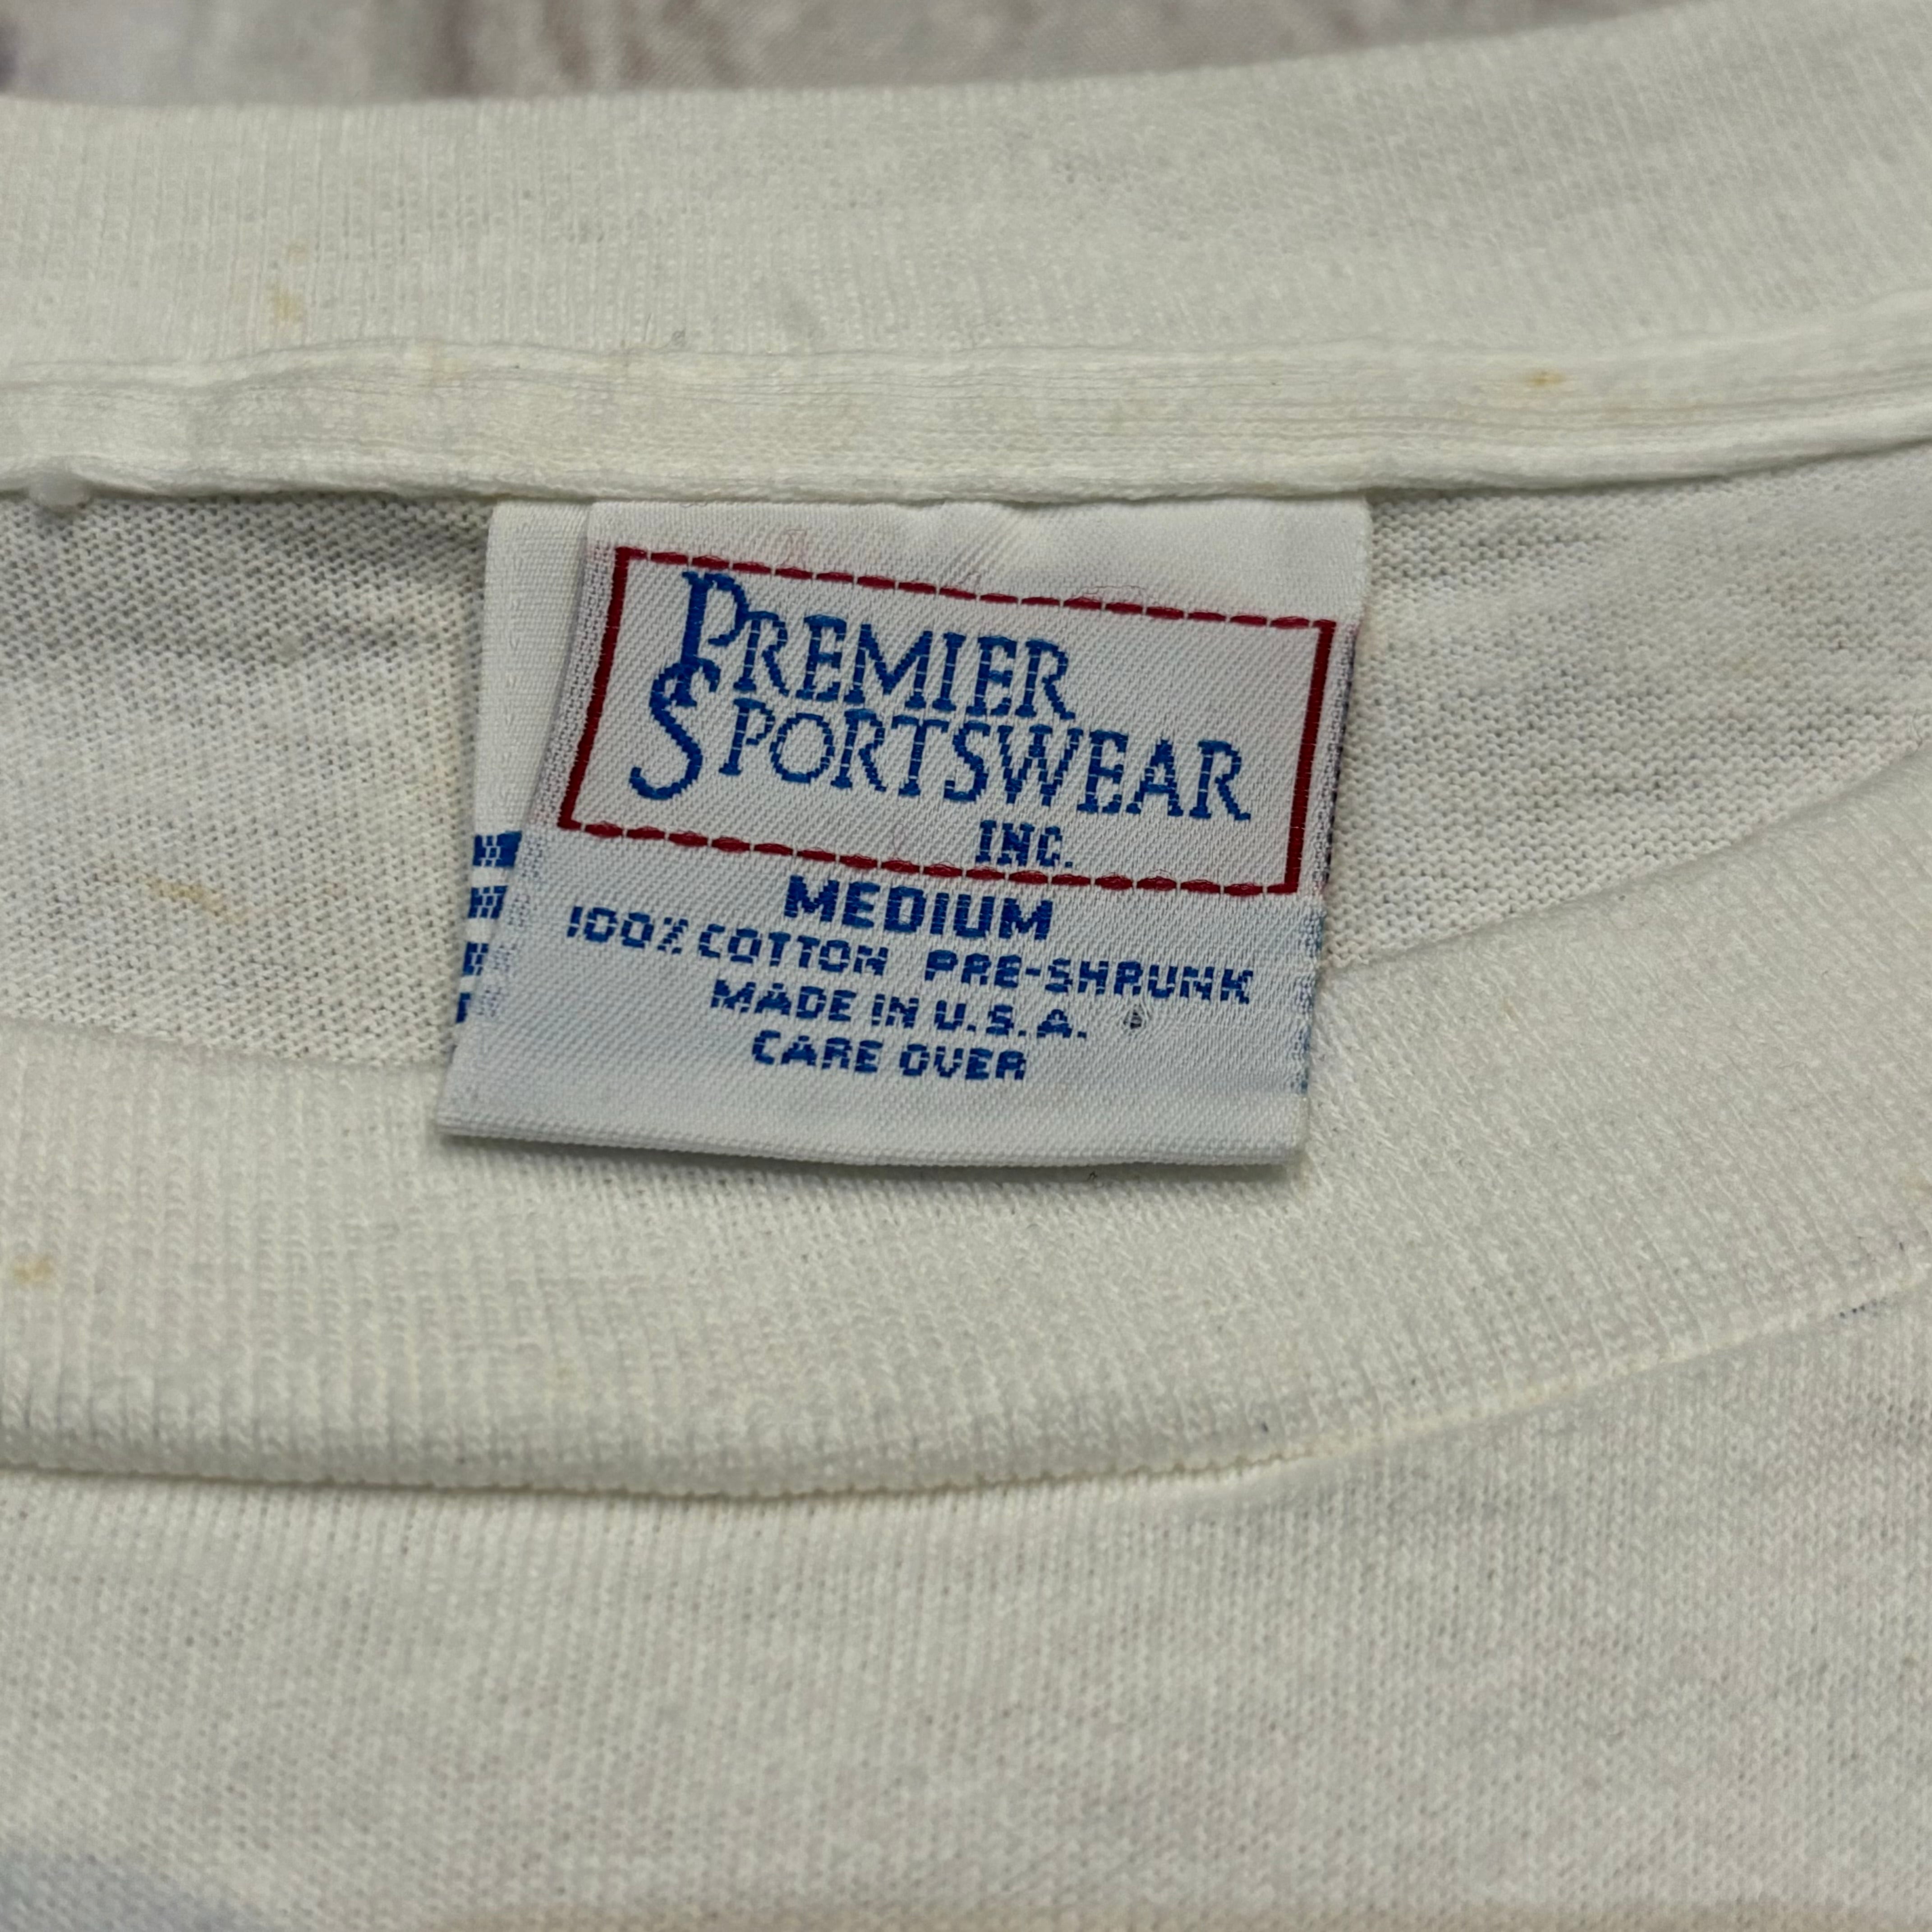 PREMIER
SPORTSWEAR
INC.
MEDIUM
100% COTTON PRE-SHRUNK
MADE IN U.S.A.
CARE OVER